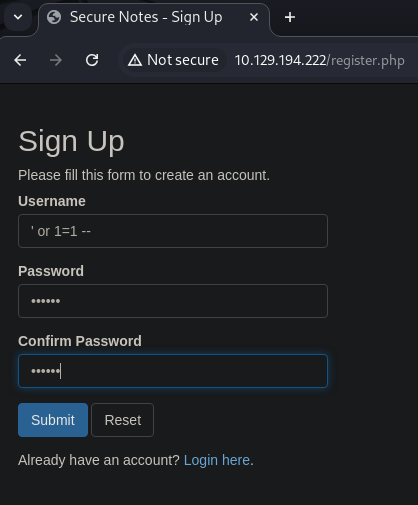 Secure Notes - Sign Up
Not secure 10.129.194.222/register.php
Sign Up
Please fill this form to create an account.
Username
' or 1=1 --
Password
••••••
Confirm Password
••••••
Submit Reset
Already have an account? Login here.